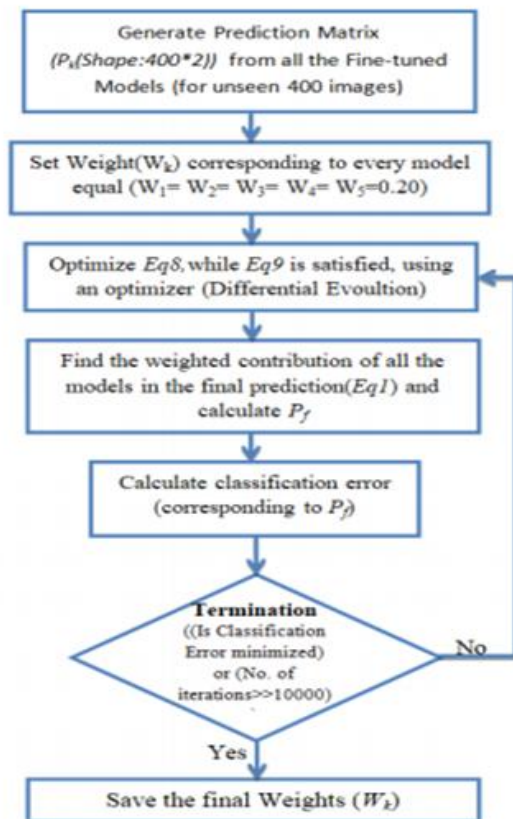 Generate Prediction Matrix
(Pk(Shape:400*2)) from all the Fine-tuned
Models (for unseen 400 images)
Set Weight(Wk) corresponding to every model
equal (W1= W2= W3= W4= W5=0.20)
Optimize Eq8, while Eq9 is satisfied, using
an optimizer (Differential Evoultion)
Find the weighted contribution of all the
models in the final prediction(Eq1) and
calculate Pf
Calculate classification error
(corresponding to Pf)
Termination
((Is Classification
Error minimized)
or (No. of
iterations>>10000)
No
Yes
Save the final Weights (Wk)